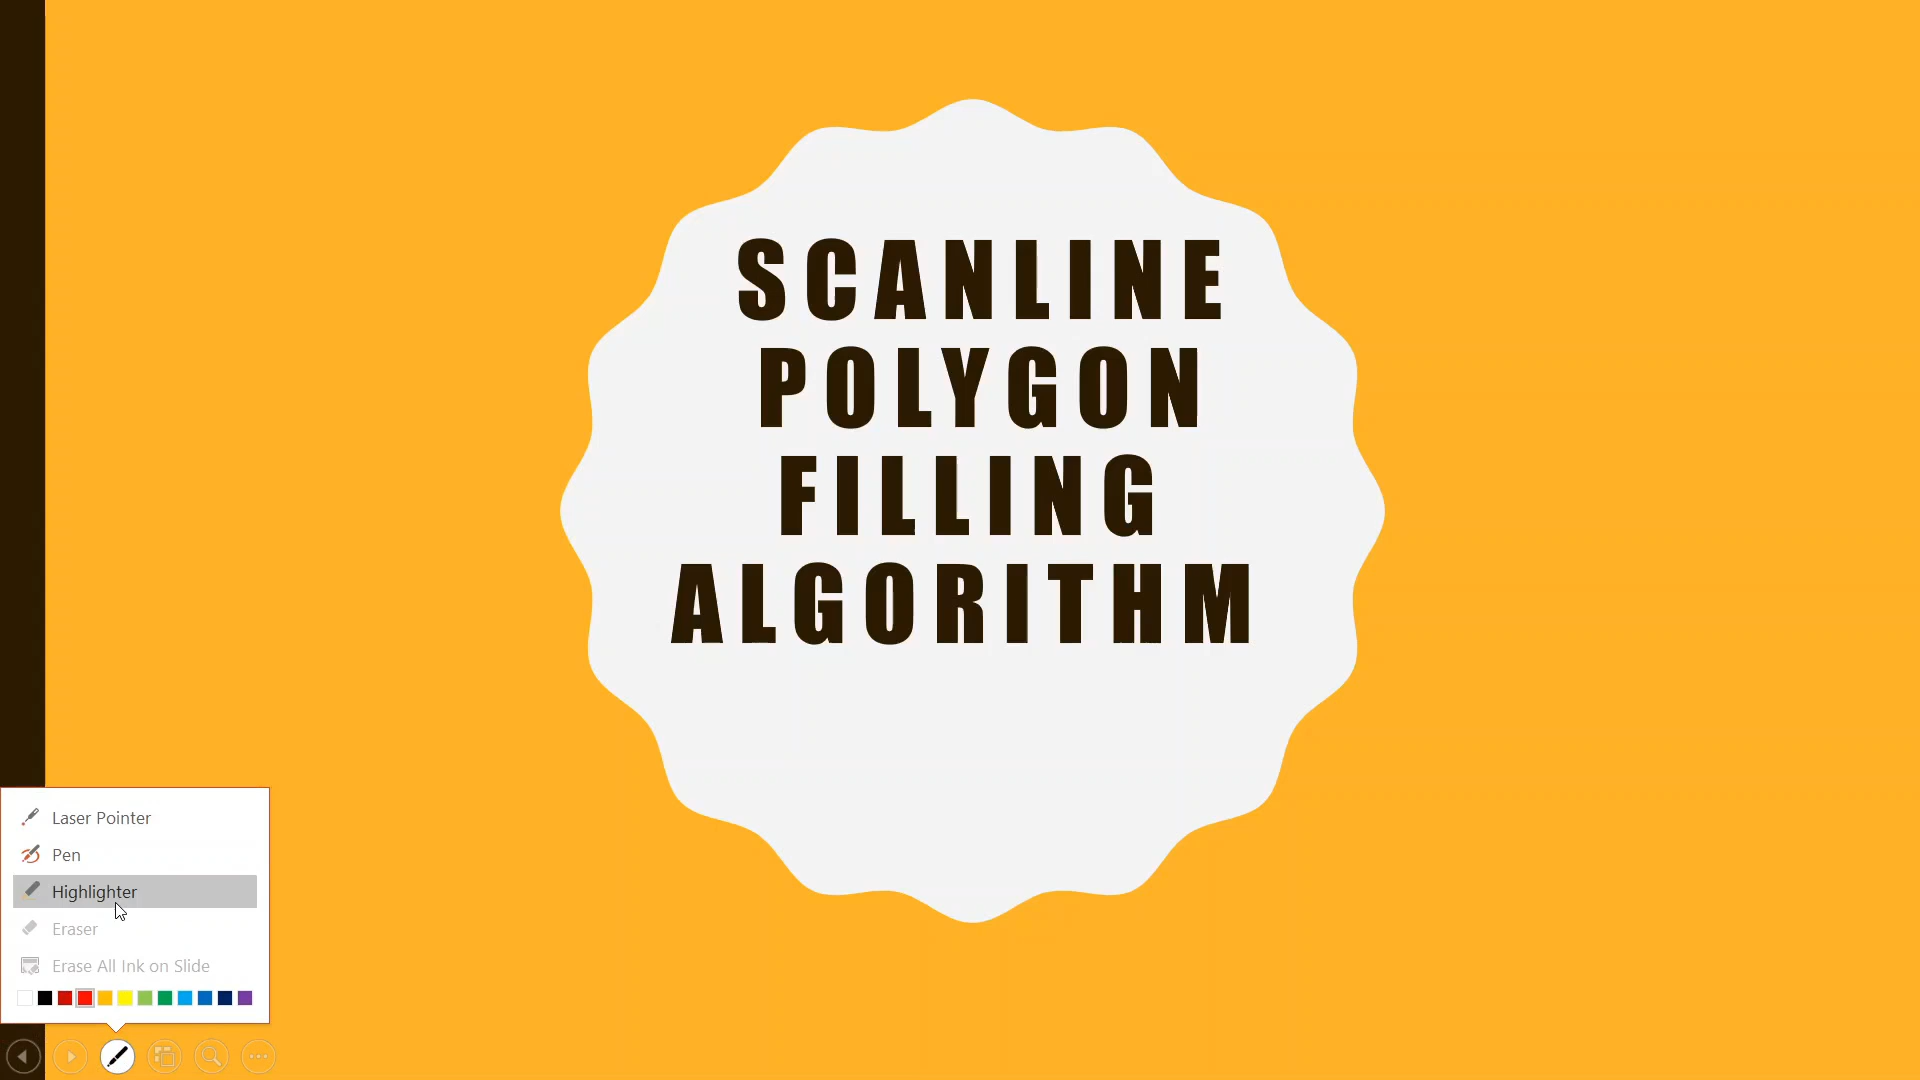 SCANLINE
POLYGON
FILLING
ALGORITHM
Laser Pointer
Pen
Highlighter
Eraser
Erase All Ink on Slide